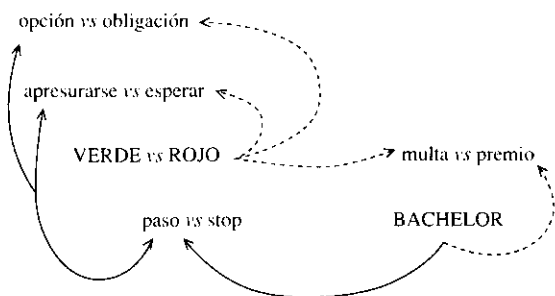 opción vs obligación
apresurarse vs esperar
VERDE vs ROJO
multa vs premio
paso vs stop
BACHELOR